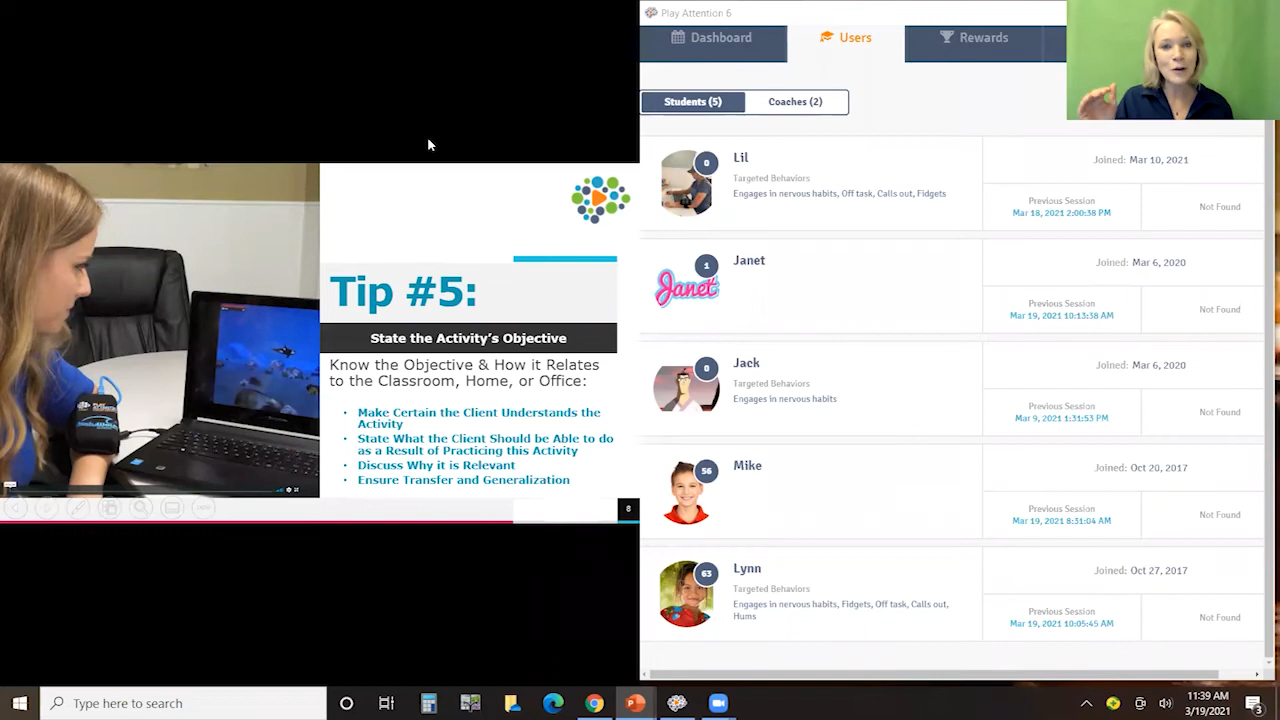 Play Attention 6
Dashboard
Users
Rewards
Students (5)
Coaches (2)
0
Lil
Targeted Behaviors
Engages in nervous habits, Off task, Calls out, Fidgets
Joined: Mar 10, 2021
Previous Session
Mar 18, 2021 2:00:38 PM
Not Found
1
Janet
Janet
Joined: Mar 6, 2020
Previous Session
Mar 19, 2021 10:13:38 AM
Not Found
0
Jack
Targeted Behaviors
Engages in nervous habits
Joined: Mar 6, 2020
Previous Session
Mar 9, 2021 1:31:53 PM
Not Found
56
Mike
Joined: Oct 20, 2017
Previous Session
Mar 19, 2021 8:31:04 AM
Not Found
63
Lynn
Targeted Behaviors
Engages in nervous habits, Fidgets, Off task, Calls out,
Hums
Joined: Oct 27, 2017
Previous Session
Mar 19, 2021 10:05:45 AM
Not Found
Tip #5:
State the Activity's Objective
Know the Objective & How it Relates
to the Classroom, Home, or Office:
• Make Certain the Client Understands the
Activity
• State What the Client Should be Able to do
as a Result of Practicing this Activity
• Discuss Why it is Relevant
• Ensure Transfer and Generalization
8
Type here to search
11:39 AM
3/19/2021
3